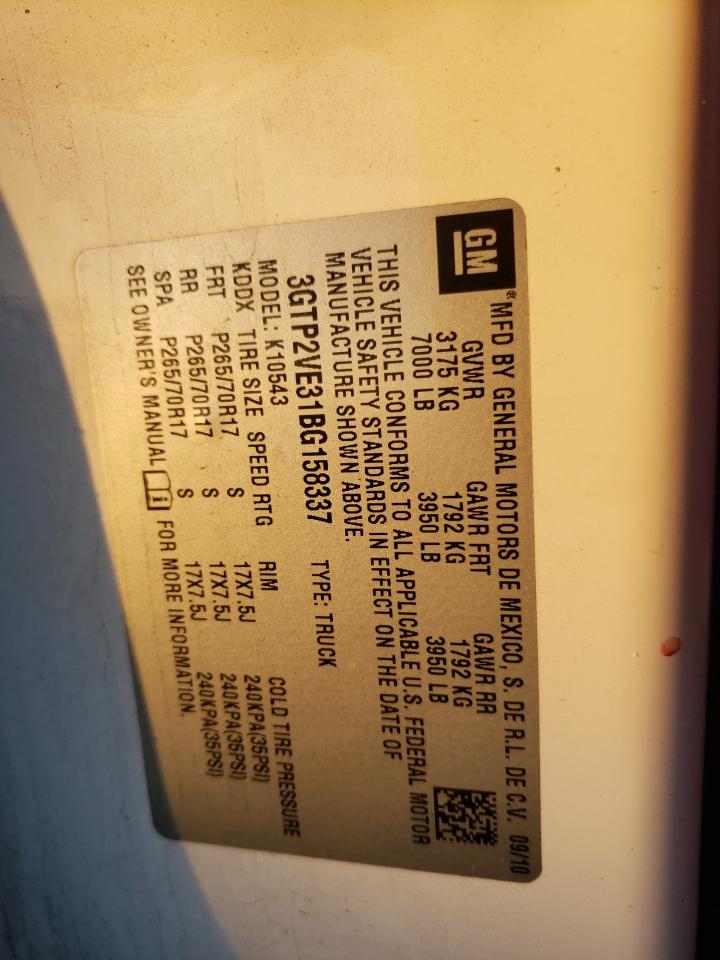 GM
® MFD BY GENERAL MOTORS DE MEXICO, S. DE R.L. DE C.V. 09/10
GVWR GAWR FRT GAWR RR
3175 KG 1792 KG 1792 KG
7000 LB 3950 LB 3950 LB
THIS VEHICLE CONFORMS TO ALL APPLICABLE U.S. FEDERAL MOTOR
VEHICLE SAFETY STANDARDS IN EFFECT ON THE DATE OF
MANUFACTURE SHOWN ABOVE.
3GTP2VE31BG158337 TYPE: TRUCK
MODEL: K10543
KDDX TIRE SIZE SPEED RTG RIM COLD TIRE PRESSURE
FRT P265/70R17 S 17X7.5J 240KPA(35PSI)
RR P265/70R17 S 17X7.5J 240KPA(35PSI)
SPA P265/70R17 S 17X7.5J 240KPA(35PSI)
SEE OWNER'S MANUAL FOR MORE INFORMATION.